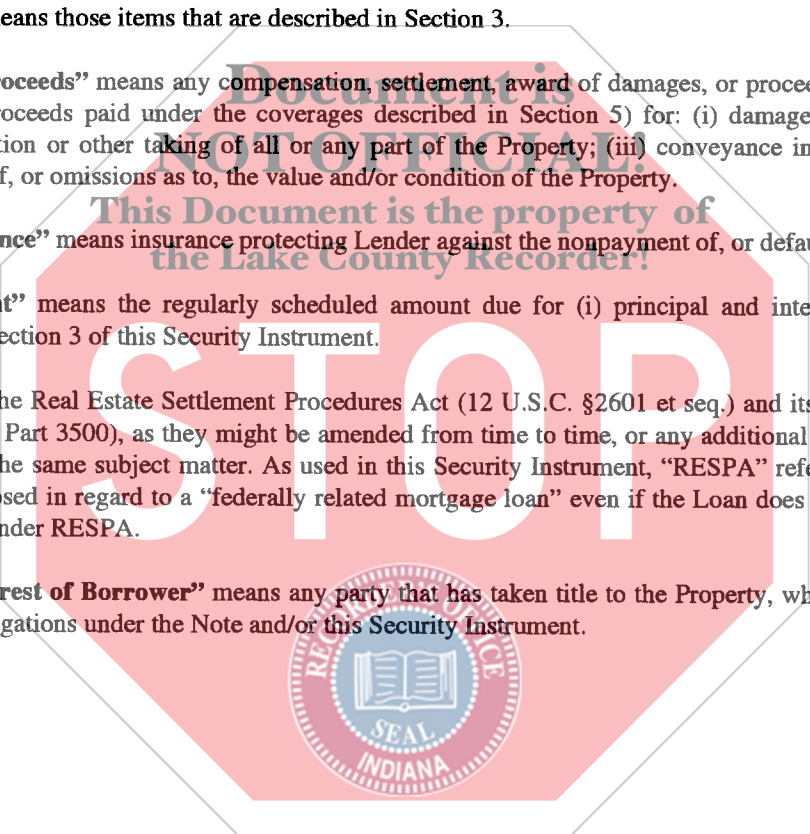 eans those items that are described in Section 3.
Document is
oceeds” means any compensation, settlement, award of damages, or procee
roceeds paid under the coverages described in Section 5) for: (i) damage
NOT OFFICIAL!
tion or other taking of all or any part of the Property; (iii) conveyance in
f, or omissions as to, the value and/or condition of the Property.
This Document is the property of
nce” means insurance protecting Lender against the nonpayment of, or defau
the Lake County Recorder!
t” means the regularly scheduled amount due for (i) principal and inte
ection 3 of this Security Instrument.
STOP
he Real Estate Settlement Procedures Act (12 U.S.C. §2601 et seq.) and its
Part 3500), as they might be amended from time to time, or any additional
he same subject matter. As used in this Security Instrument, “RESPA” refe
sed in regard to a “federally related mortgage loan” even if the Loan does
nder RESPA.
rest of Borrower” means any party that has taken title to the Property, wh
gations under the Note and/or this Security Instrument.
RECORDER'S OFFICE
SEAL
INDIANA